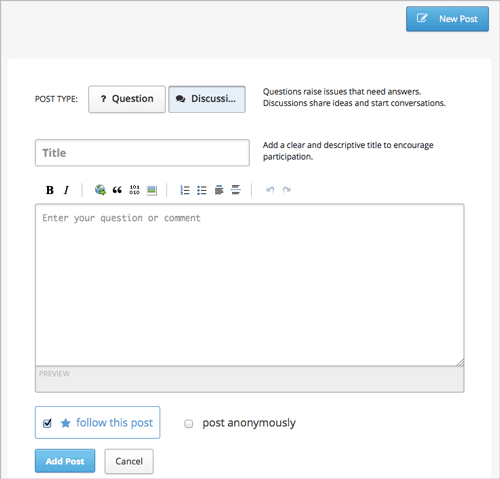 New Post
POST TYPE: ? Question Discussi... Questions raise issues that need answers.
Discussions share ideas and start conversations.
Title Add a clear and descriptive title to encourage
participation.
B I “ 101
010
Enter your question or comment
PREVIEW
follow this post post anonymously
Add Post Cancel